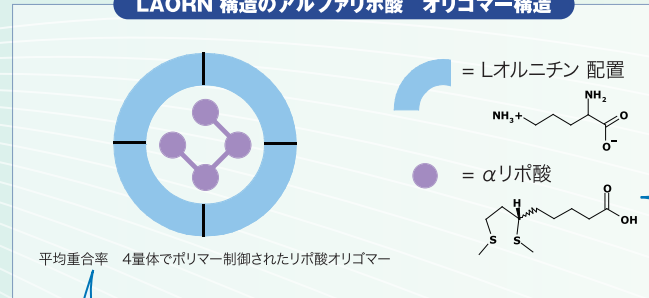 LAORN 構造のアルファリポ酸　オリゴマー構造
= Lオルニチン 配置
NH₂
NH₃+
O
O⁻
= αリポ酸
O
H
OH
S S
平均重合率　4量体でポリマー制御されたリポ酸オリゴマー